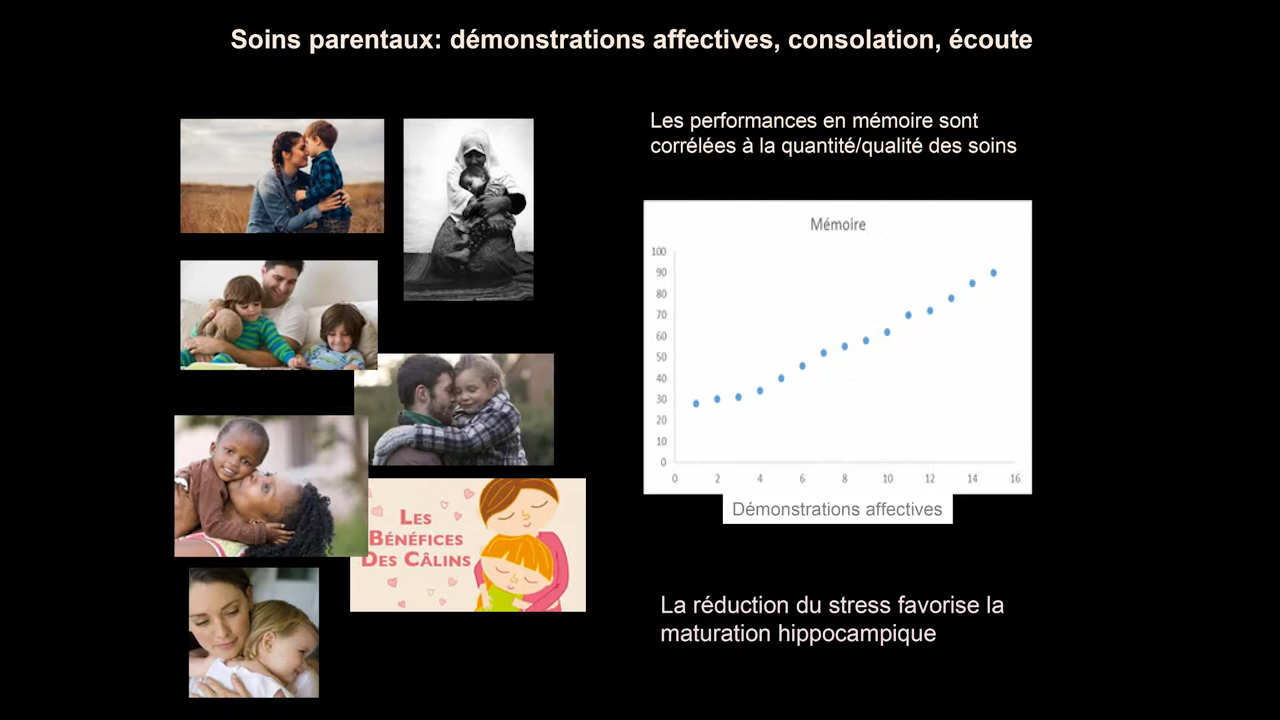 Soins parentaux: démonstrations affectives, consolation, écoute
Les performances en mémoire sont
corrélées à la quantité/qualité des soins
Mémoire
100
90
80
70
60
50
40
30
20
10
0
0 2 4 6 8 10 12 14 16
Démonstrations affectives
LES
BÉNÉFICES
DES CÂLINS
La réduction du stress favorise la
maturation hippocampique